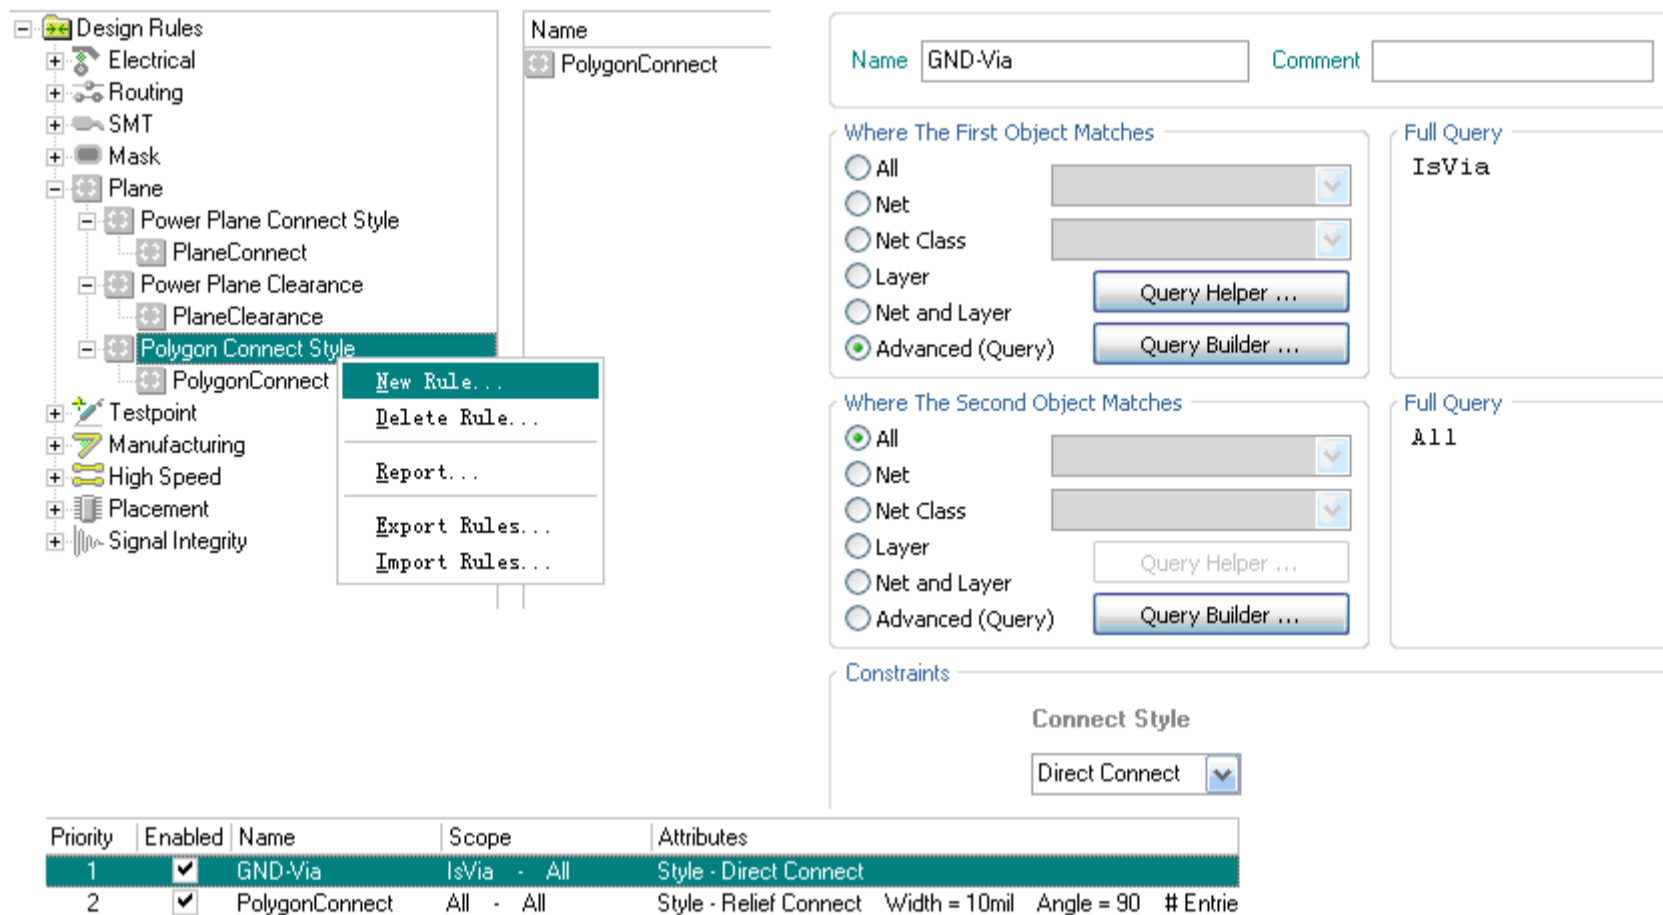 Design Rules
Electrical
Routing
SMT
Mask
Plane
Power Plane Connect Style
PlaneConnect
Power Plane Clearance
PlaneClearance
Polygon Connect Style
PolygonConnect
Testpoint
Manufacturing
High Speed
Placement
Signal Integrity
New Rule...
Delete Rule...
Report...
Export Rules...
Import Rules...
Name
PolygonConnect
Name GND-Via Comment
Where The First Object Matches
All
Net
Net Class
Layer
Net and Layer
Advanced (Query)
Query Helper ...
Query Builder ...
Full Query
IsVia
Where The Second Object Matches
All
Net
Net Class
Layer
Net and Layer
Advanced (Query)
Query Helper ...
Query Builder ...
Full Query
All
Constraints
Connect Style
Direct Connect
Priority Enabled Name Scope Attributes
1 GND-Via IsVia - All Style - Direct Connect
2 PolygonConnect All - All Style - Relief Connect Width = 10mil Angle = 90 # Entrie